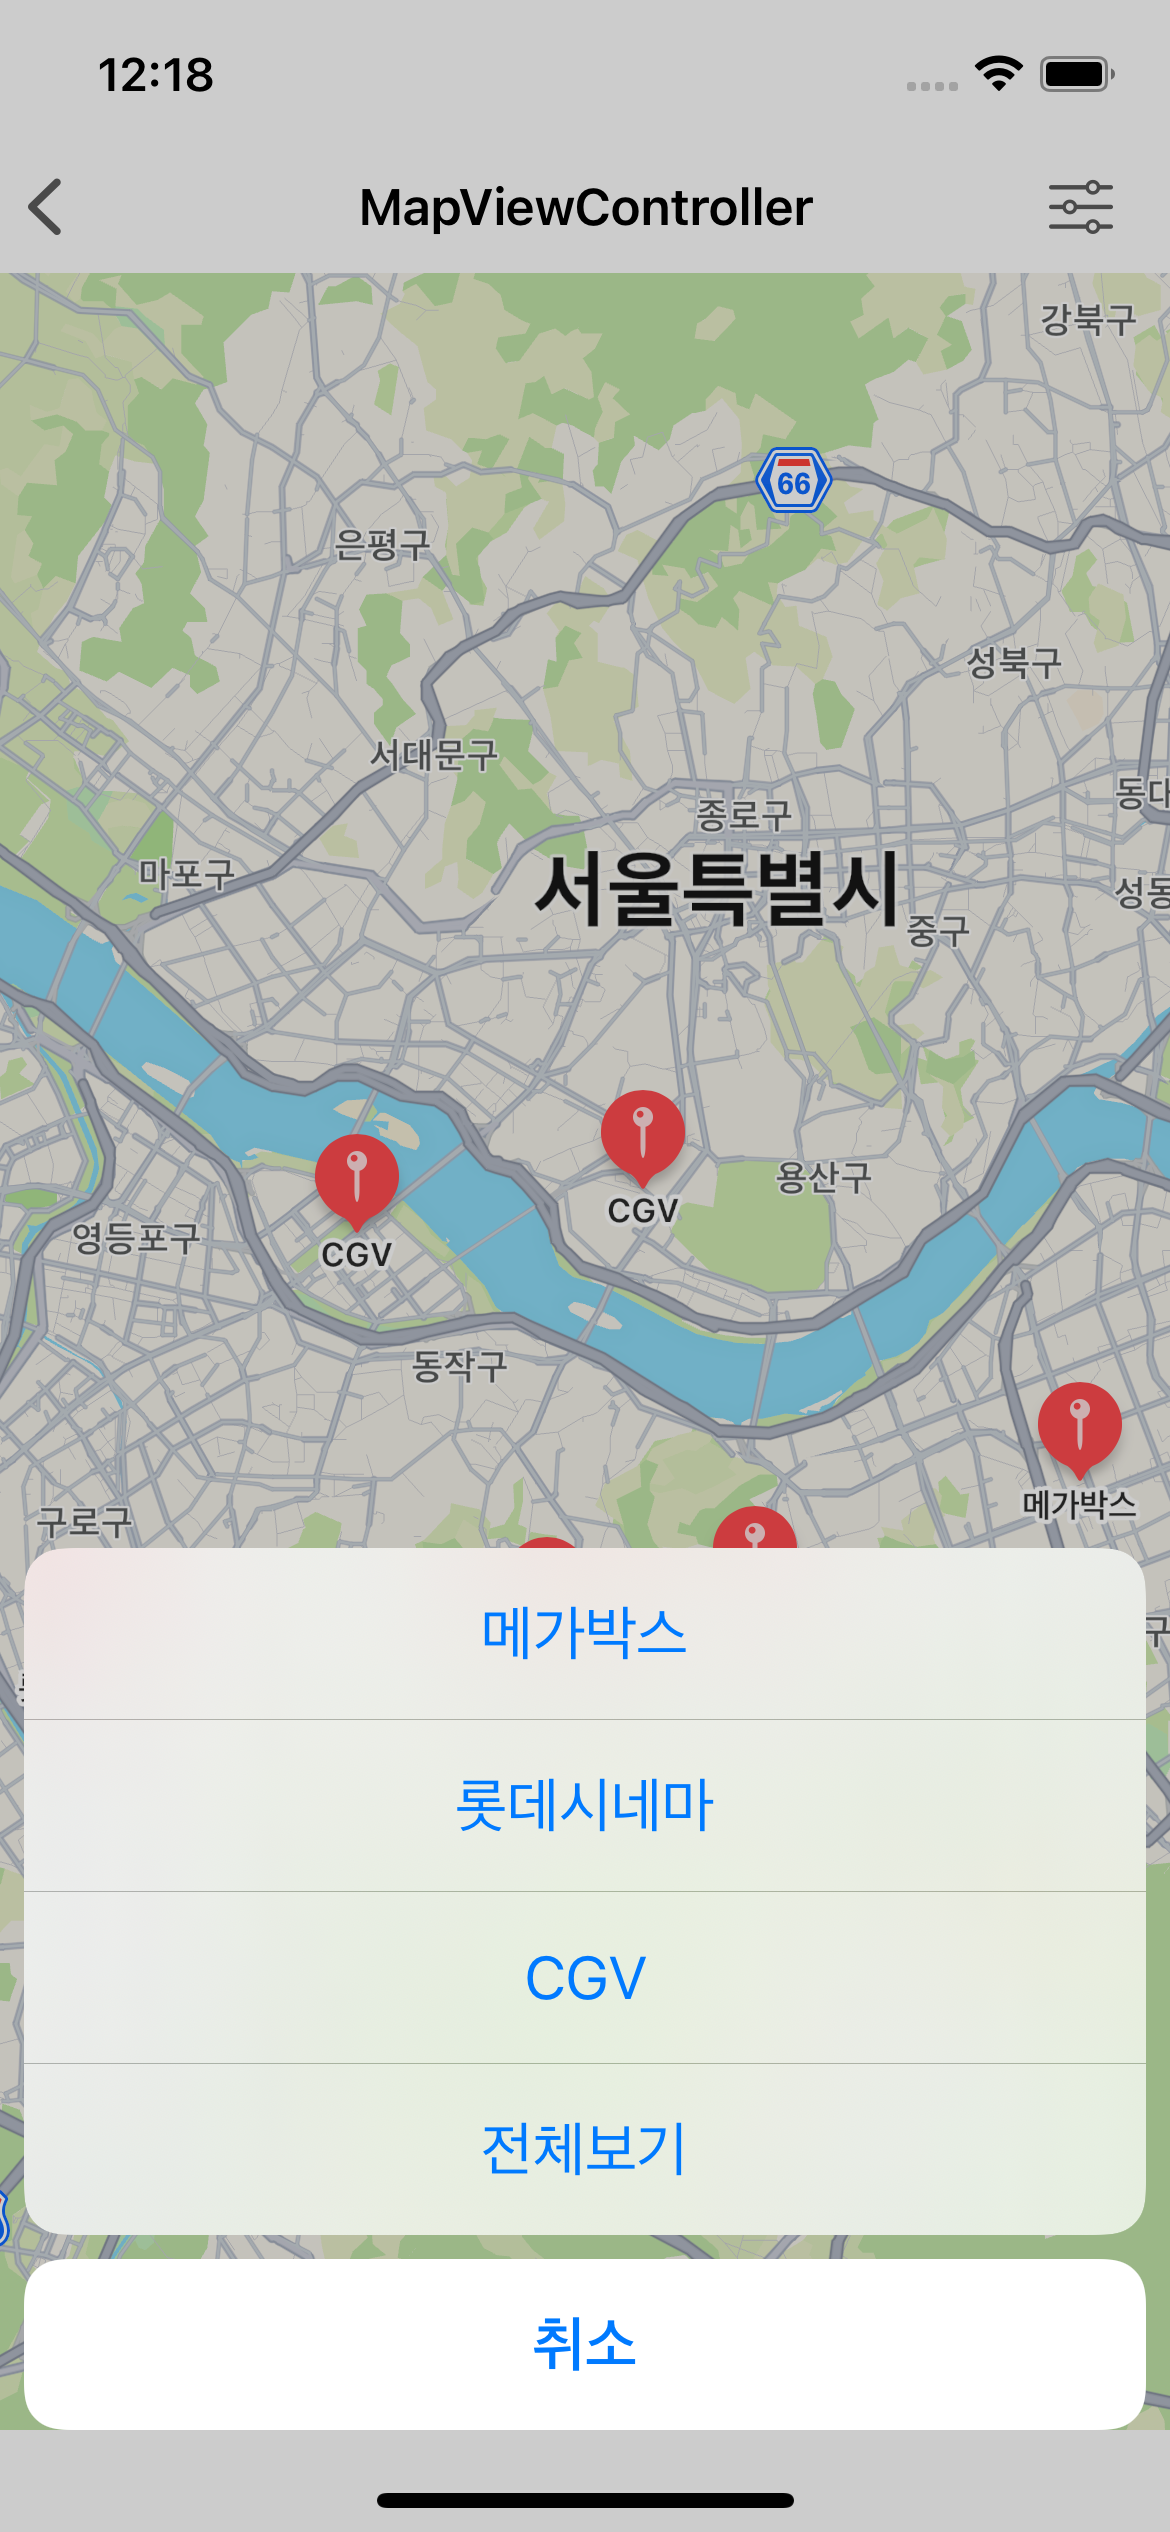 12:18
MapViewController
강북구
66
은평구
성북구
서대문구
종로구
동대
마포구
서울특별시
성동
중구
용산구
CGV
영등포구
CGV
동작구
메가박스
구로구
구
메가박스
롯데시네마
CGV
전체보기
취소